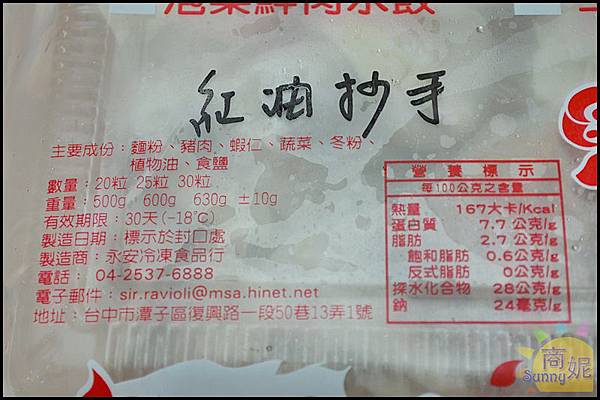 泡菜鮮肉水餃
紅油抄手
主要成份：麵粉、豬肉、蝦仁、蔬菜、冬粉、
植物油、食鹽
數量：20粒 25粒 30粒
重量：500g 600g 630g ±10g
有效期限：30天(-18℃)
製造日期：標示於封口處
製造商：永安冷凍食品行
電話： 04-2537-6888
電子郵件：sir.ravioli@msa.hinet.net
地址：台中市潭子區復興路一段50巷13弄1號
營養標示
每100公克之含量
熱量 167大卡/Kcal
蛋白質 7.7公克/g
脂肪 2.7公克/g
飽和脂肪 0.6公克/g
反式脂肪 0公克/g
探水化合物 28公克/g
鈉 24毫克/g
商妮
Sunny